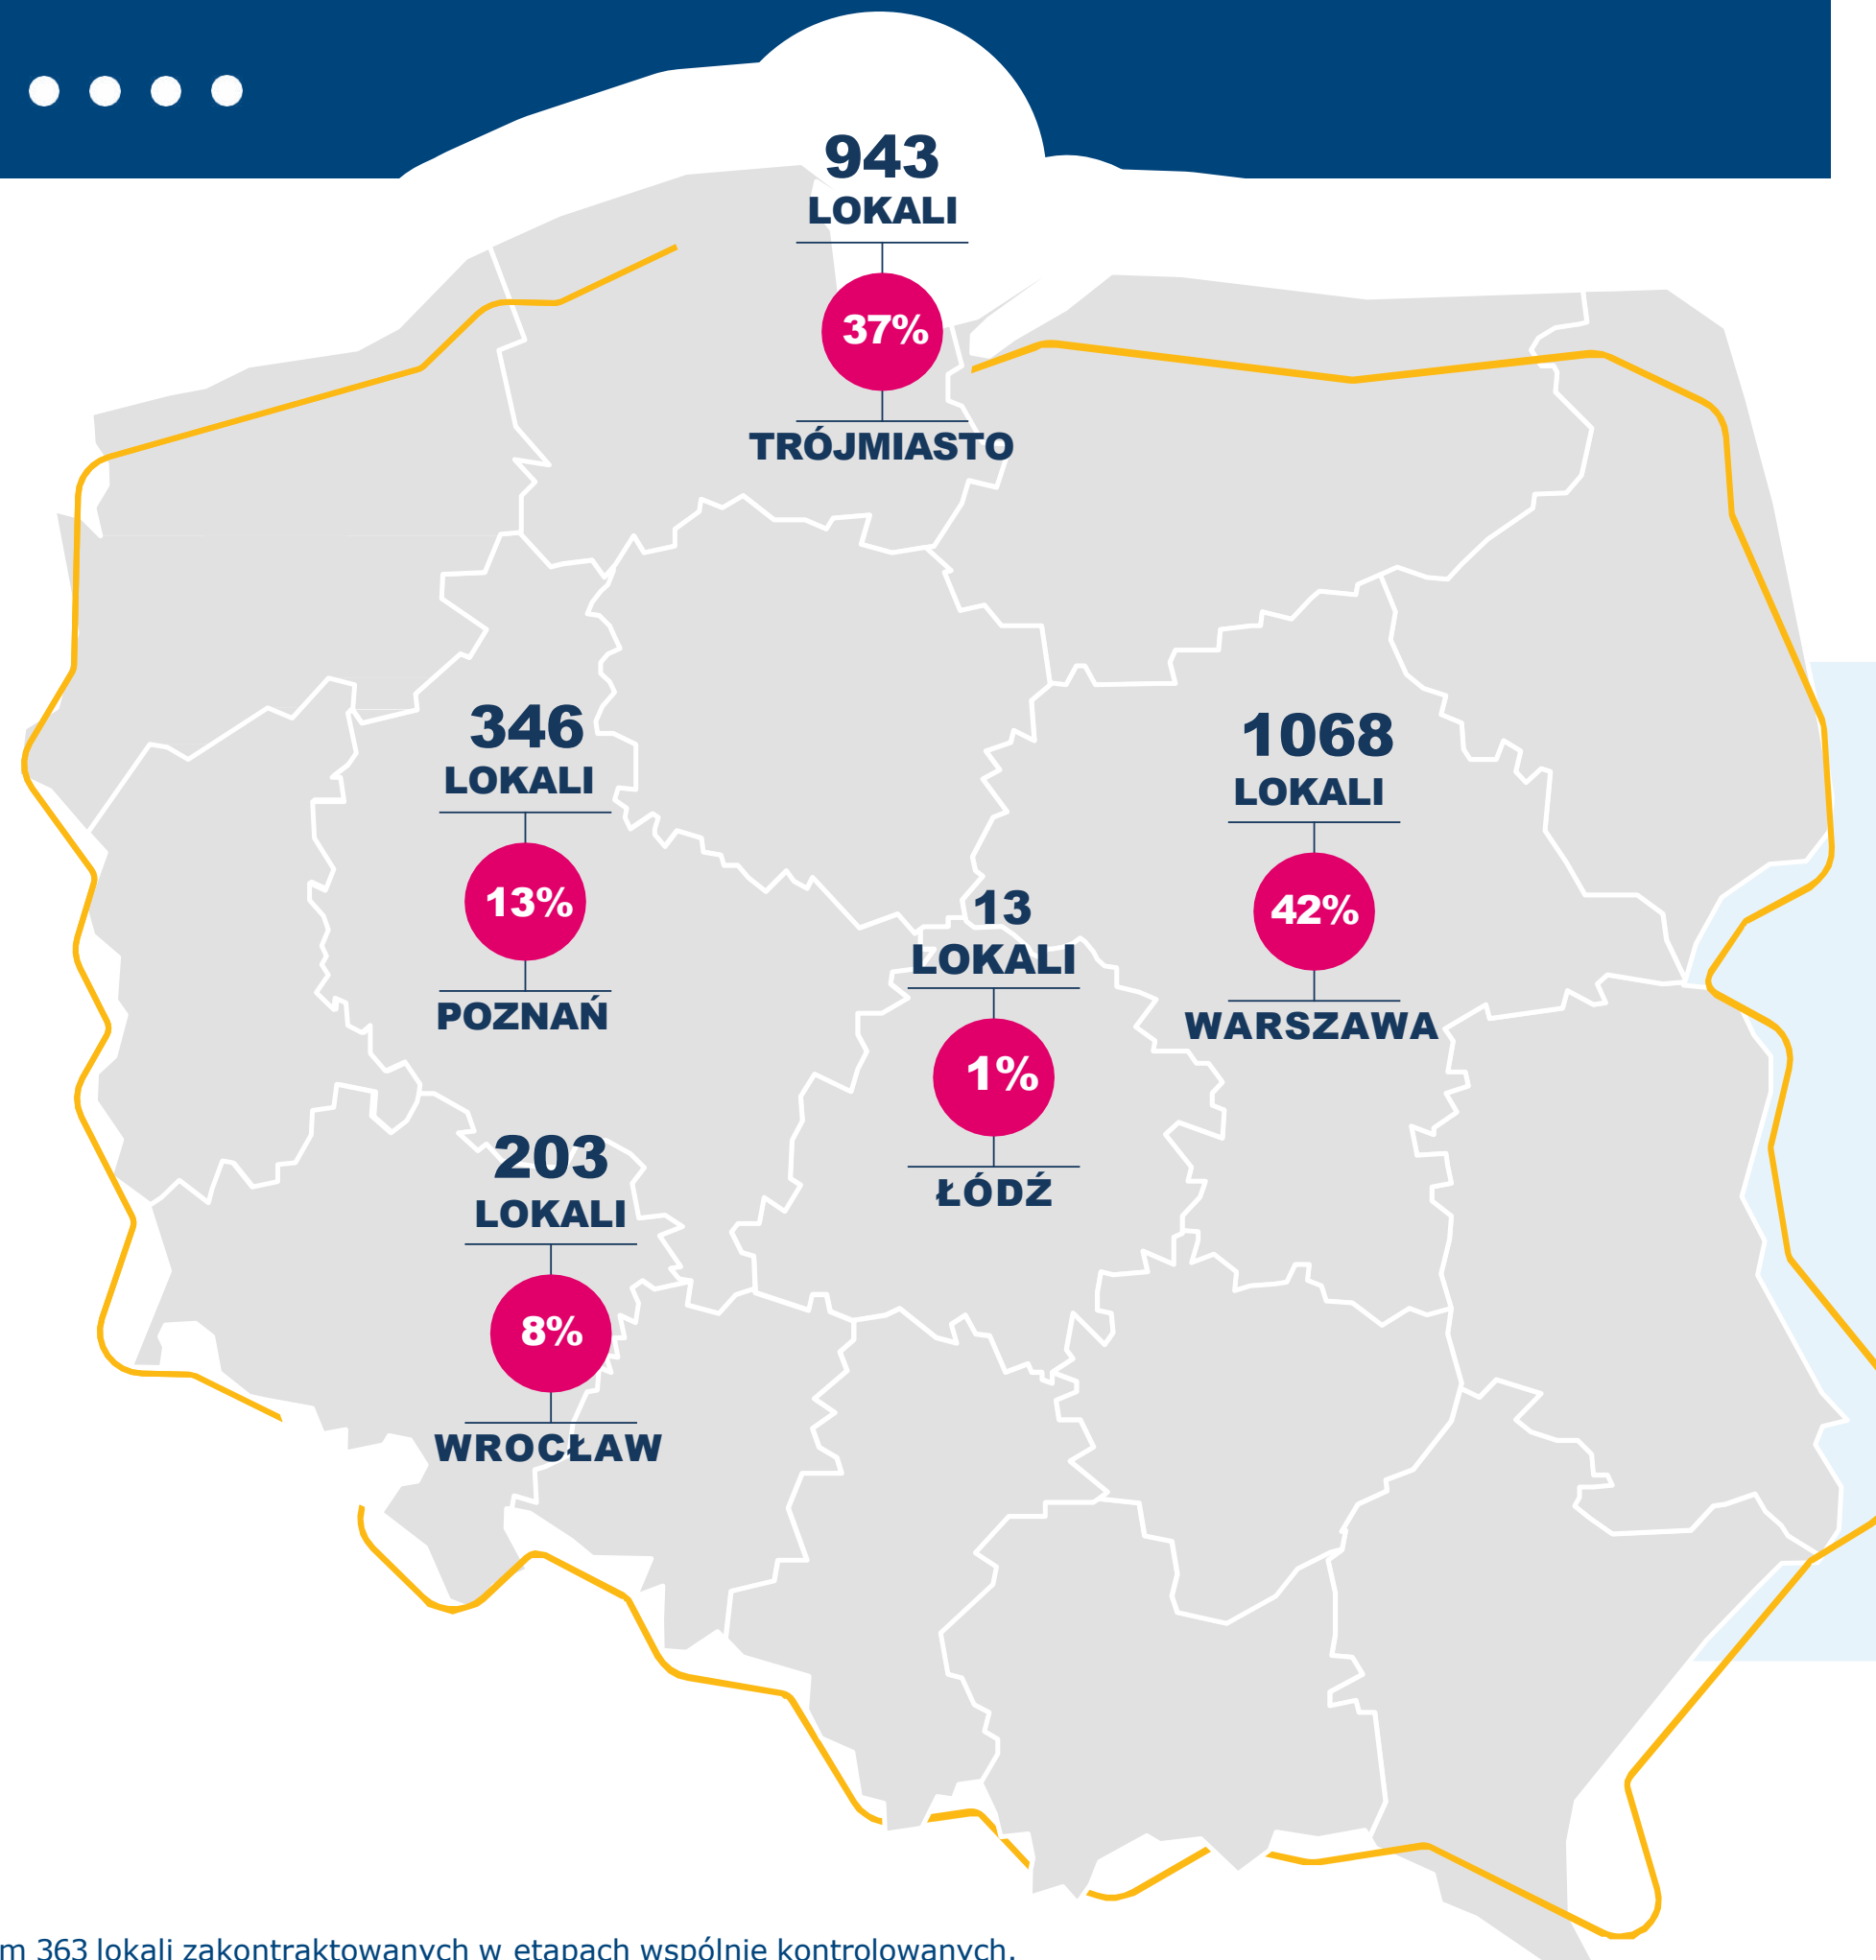 943
LOKALI
37%
TRÓJMIASTO
346
LOKALI
13%
POZNAŃ
1068
LOKALI
42%
WARSZAWA
13
LOKALI
1%
ŁÓDŹ
203
LOKALI
8%
WROCŁAW
m 363 lokali zakontraktowanych w etapach wspólnie kontrolowanych.